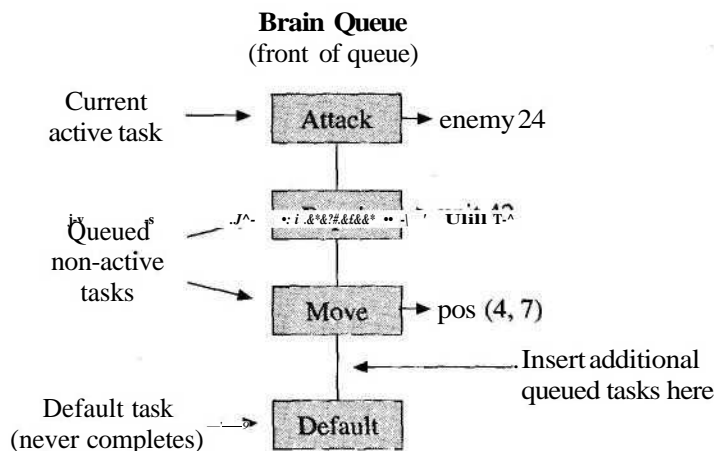 Brain Queue
(front of queue)
Current
active task
Attack
enemy 24
Queued
non-active
tasks
Move
pos (4, 7)
Insert additional
queued tasks here
Default task
(never completes)
Default